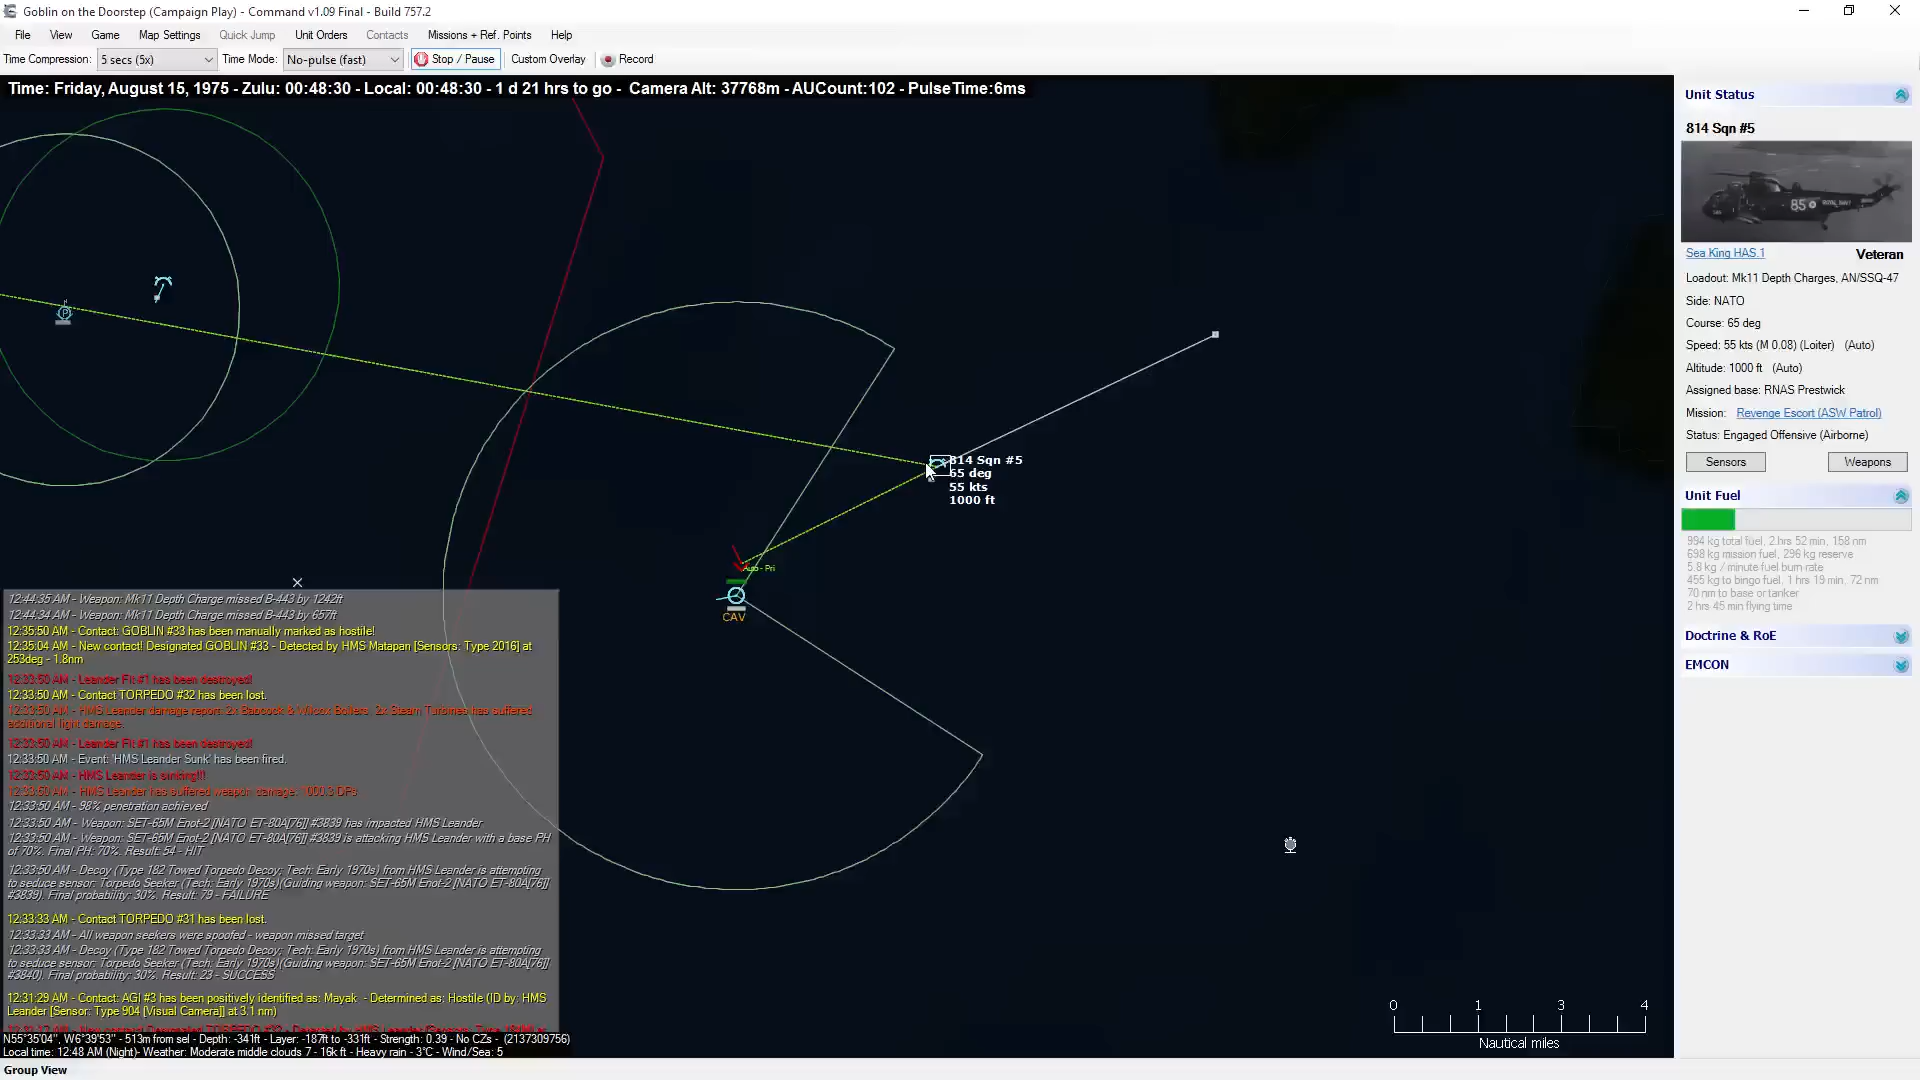 Goblin on the Doorstep (Campaign Play) - Command v1.09 Final - Build 757.2
File View Game Map Settings Quick Jump Unit Orders Contacts Missions + Ref. Points Help
Time Compression: 5 secs (5x) Time Mode: No-pulse (fast) Stop / Pause Custom Overlay Record
Time: Friday, August 15, 1975 - Zulu: 00:48:30 - Local: 00:48:30 - 1 d 21 hrs to go - Camera Alt: 37768m - AUCount:102 - PulseTime:6ms
P
814 Sqn #5
65 deg
55 kts
1000 ft
Auto - Pri
CAV
12:44:35 AM - Weapon: Mk11 Depth Charge missed B-443 by 1242ft
12:44:34 AM - Weapon: Mk11 Depth Charge missed B-443 by 657ft
12:35:50 AM - Contact: GOBLIN #33 has been manually marked as hostile!
12:35:04 AM - New contact! Designated GOBLIN #33 - Detected by HMS Matapan [Sensors: Type 2016] at
253deg - 1.8nm
12:33:50 AM - Leander Flt #1 has been destroyed!
12:33:50 AM - Contact TORPEDO #32 has been lost.
12:33:50 AM - HMS Leander damage report: 2x Babcock & Wilcox Boilers, 2x Steam Turbines has suffered
additional light damage.
12:33:50 AM - Leander Flt #1 has been destroyed!
12:33:50 AM - Event: 'HMS Leander Sunk' has been fired.
12:33:50 AM - HMS Leander is sinking!!!
12:33:50 AM - HMS Leander has suffered weapon damage: 1000.3 DPs
12:33:50 AM - 98% penetration achieved
12:33:50 AM - Weapon: SET-65M Enot-2 [NATO ET-80A[76]] #3839 has impacted HMS Leander
12:33:50 AM - Weapon: SET-65M Enot-2 [NATO ET-80A[76]] #3839 is attacking HMS Leander with a base PH
of 70%. Final PH: 70%. Result: 54 - HIT
12:33:50 AM - Decoy (Type 182 Towed Torpedo Decoy; Tech: Early 1970s) from HMS Leander is attempting
to seduce sensor: Torpedo Seeker (Tech: Early 1970s)(Guiding weapon: SET-65M Enot-2 [NATO ET-80A[76]]
#3839). Final probability: 30%. Result: 79 - FAILURE
12:33:33 AM - Contact TORPEDO #31 has been lost.
12:33:33 AM - All weapon seekers were spoofed - weapon missed target
12:33:33 AM - Decoy (Type 182 Towed Torpedo Decoy; Tech: Early 1970s) from HMS Leander is attempting
to seduce sensor: Torpedo Seeker (Tech: Early 1970s)(Guiding weapon: SET-65M Enot-2 [NATO ET-80A[76]]
#3840). Final probability: 30%. Result: 23 - SUCCESS
12:31:29 AM - Contact: AGI #3 has been positively identified as: Mayak - Determined as: Hostile (ID by: HMS
Leander [Sensor: Type 904 [Visual Camera]] at 3.1 nm)
N55°35'04", W6°39'53" - 513m from sel - Depth: -341ft - Layer: -187ft to -331ft - Strength: 0.39 - No CZs - (2137309756)
Local time: 12:48 AM (Night)- Weather: Moderate middle clouds 7 - 16k ft - Heavy rain - 3°C - Wind/Sea: 5
0 1 3 4
Nautical miles
Unit Status
814 Sqn #5
85
ROYAL NAVY
Sea King HAS.1 Veteran
Loadout: Mk11 Depth Charges, AN/SSQ-47
Side: NATO
Course: 65 deg
Speed: 55 kts (M 0.08) (Loiter) (Auto)
Altitude: 1000 ft (Auto)
Assigned base: RNAS Prestwick
Mission: Revenge Escort (ASW Patrol)
Status: Engaged Offensive (Airborne)
Sensors Weapons
Unit Fuel
994 kg total fuel, 2 hrs 52 min, 158 nm
698 kg mission fuel, 296 kg reserve
5.8 kg / minute fuel burn rate
455 kg to bingo fuel, 1 hrs 19 min, 72 nm
70 nm to base or tanker
2 hrs 45 min flying time
Doctrine & RoE
EMCON
Group View